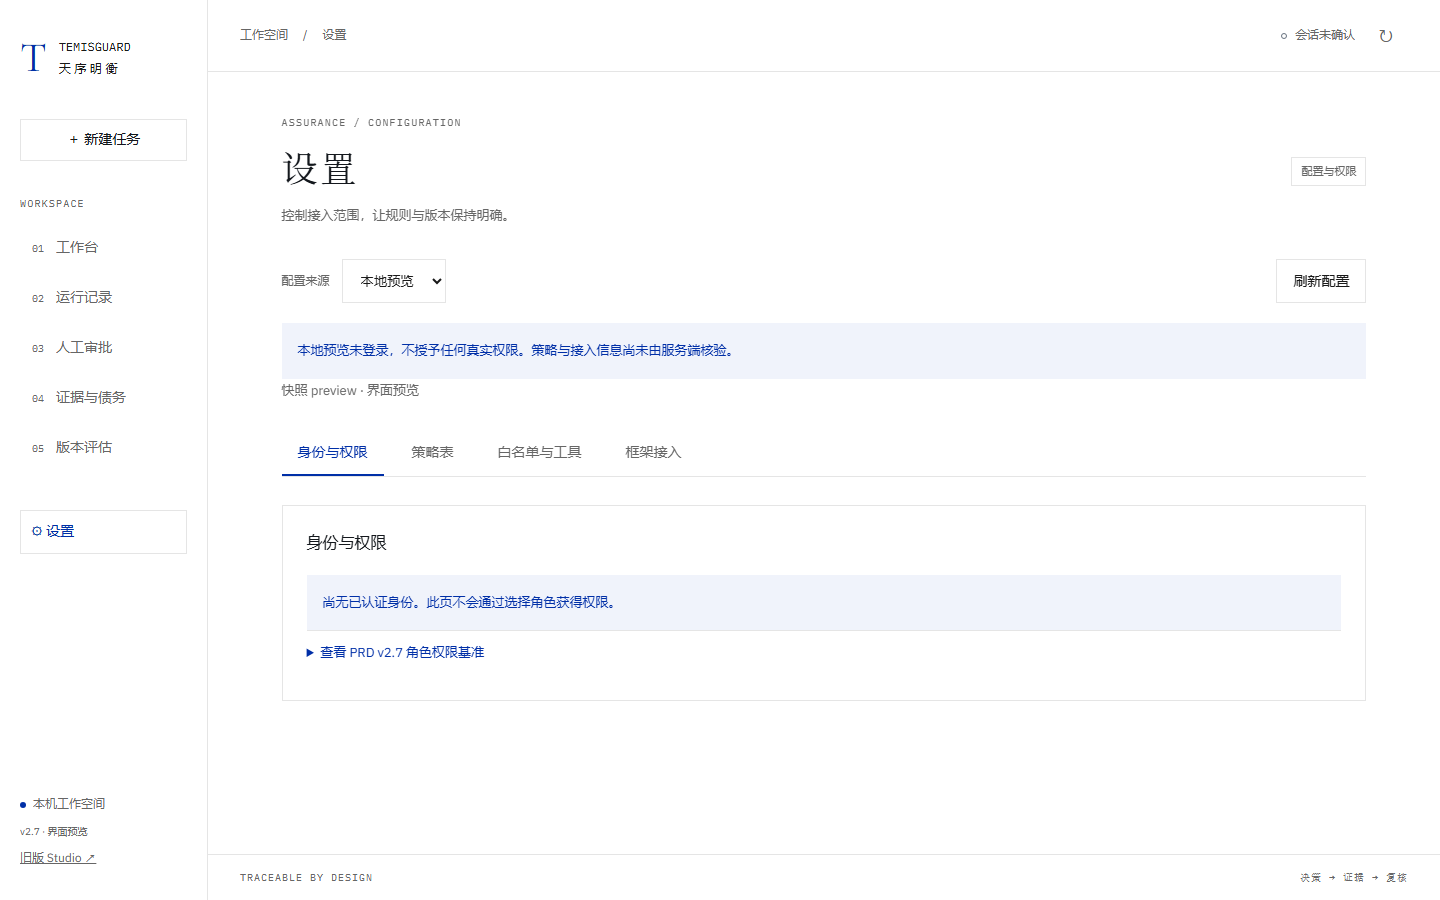 T
TEMISGUARD
天序明衡
+ 新建任务
WORKSPACE
01 工作台
02 运行记录
03 人工审批
04 证据与债务
05 版本评估
⚙ 设置
本机工作空间
v2.7 · 界面预览
旧版 Studio ↗
工作空间 / 设置
会话未确认 ↻
ASSURANCE / CONFIGURATION
设置
配置与权限
控制接入范围，让规则与版本保持明确。
配置来源 本地预览
刷新配置
本地预览未登录，不授予任何真实权限。策略与接入信息尚未由服务端核验。
快照 preview · 界面预览
身份与权限 策略表 白名单与工具 框架接入
身份与权限
尚无已认证身份。此页不会通过选择角色获得权限。
▶ 查看 PRD v2.7 角色权限基准
TRACEABLE BY DESIGN
决策 → 证据 → 复核